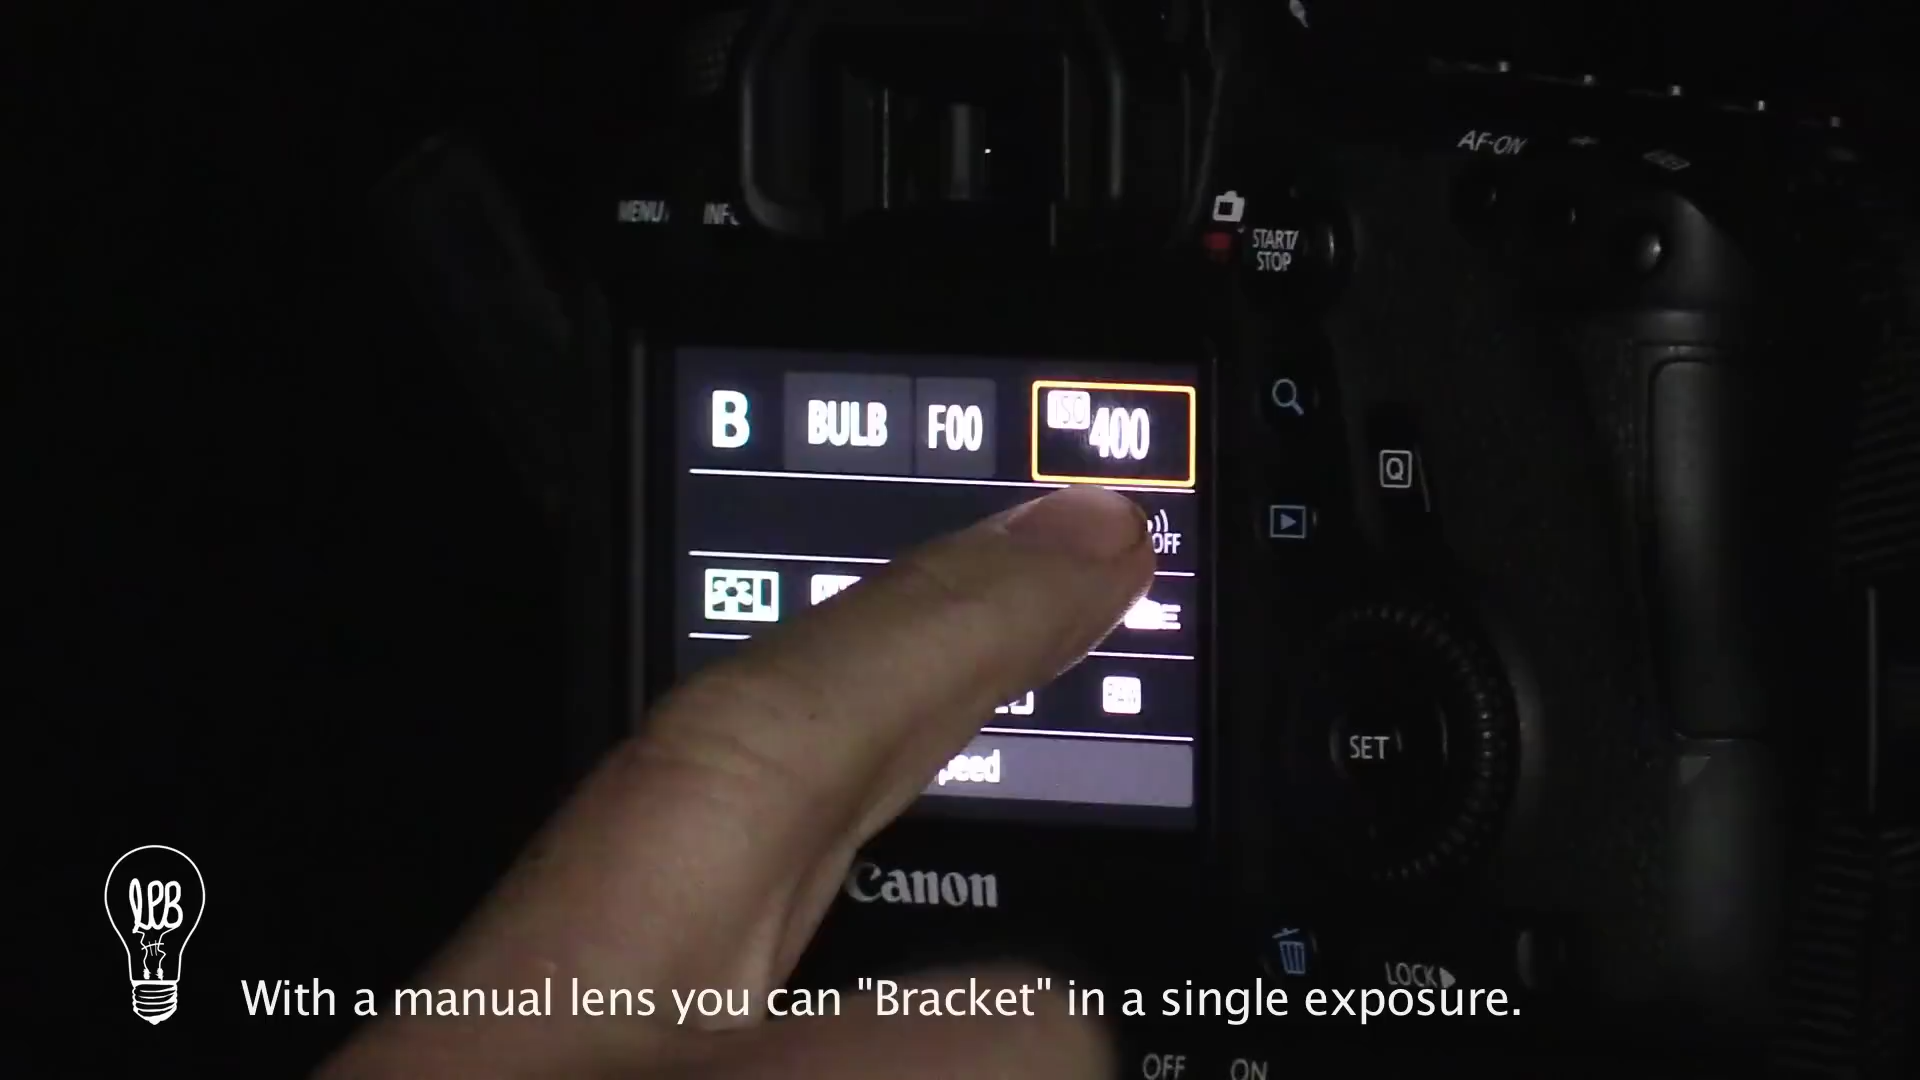 AF-ON
MENU
START/
STOP
B
BULB
F00
ISO
400
OFF
Q
SET
Canon
LPB
LOCK
With a manual lens you can "Bracket" in a single exposure.
OFF
ON